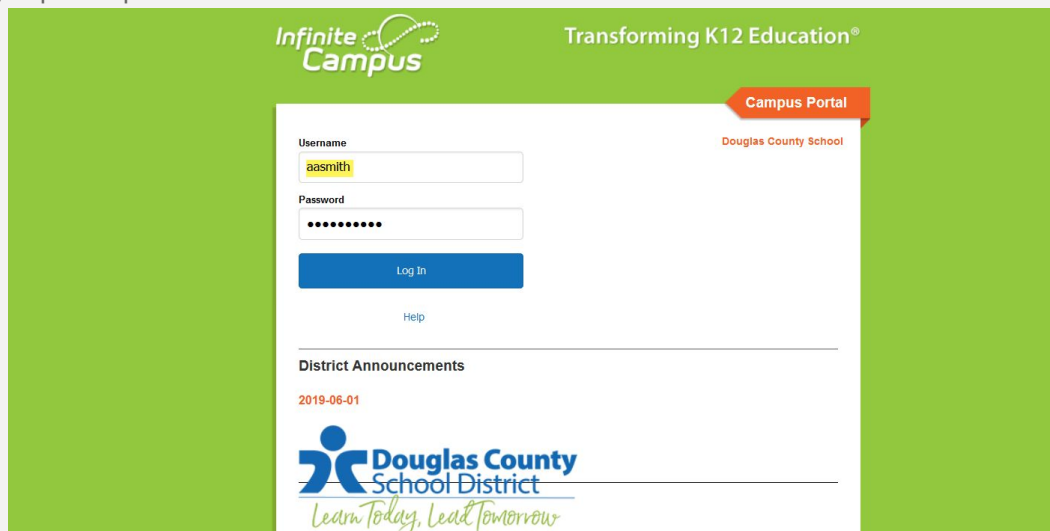 Infinite
Campus
Transforming K12 Education®
Campus Portal
Douglas County School
Username
aasmith
Password
••••••••••
Log In
Help
District Announcements
2019-06-01
Douglas County
School District
Learn Today, Lead Tomorrow